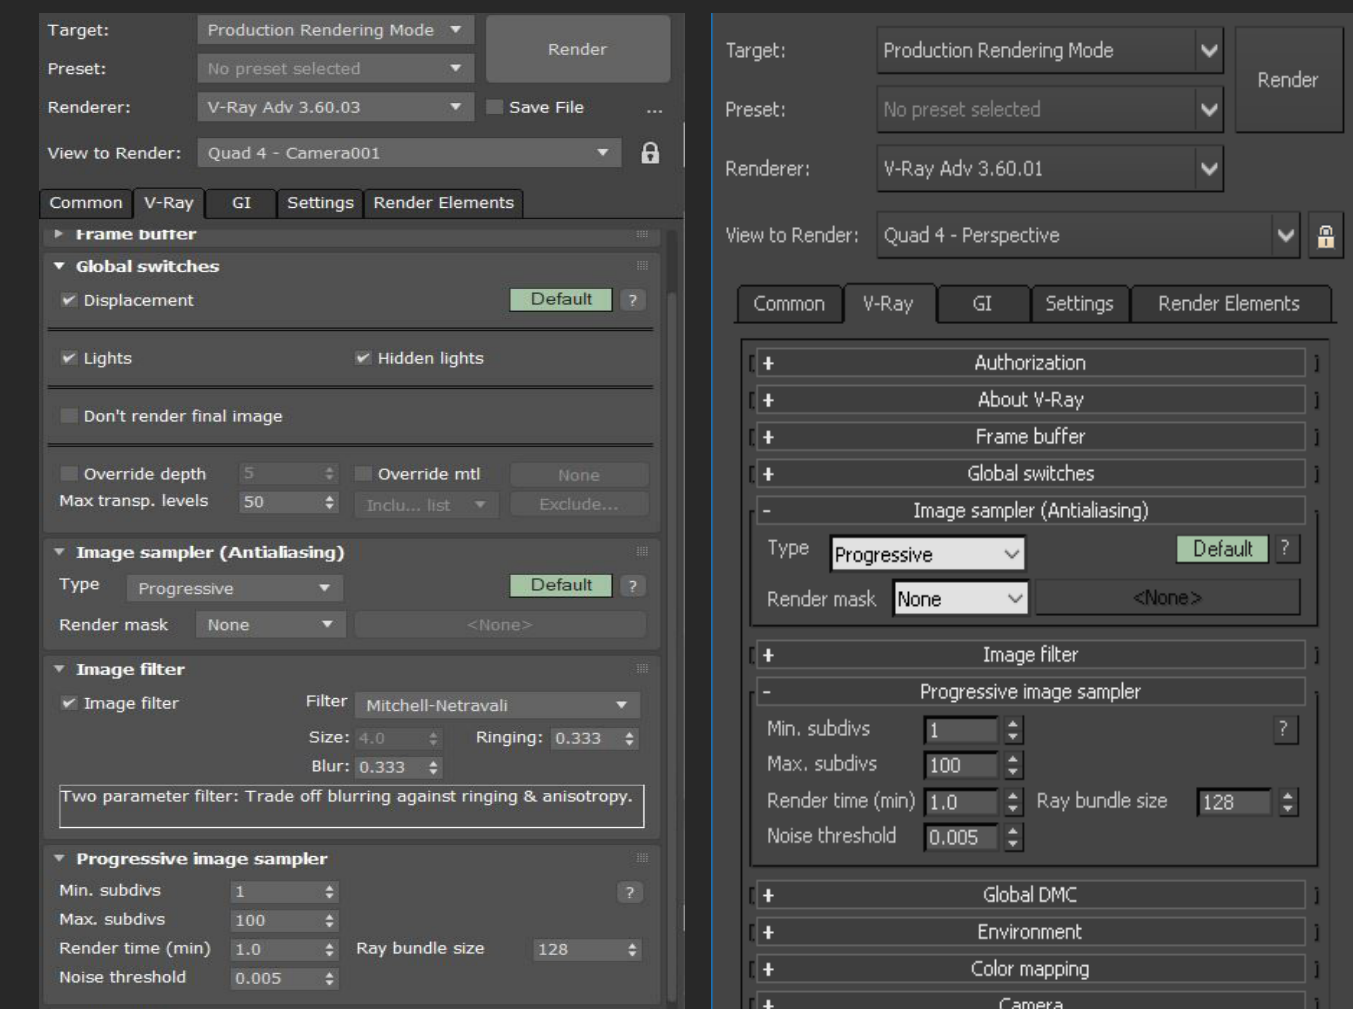 Target: Production Rendering Mode
Render
Preset: No preset selected
Renderer: V-Ray Adv 3.60.03 Save File ...
View to Render: Quad 4 - Camera001
Common V-Ray GI Settings Render Elements
Frame buffer
Global switches
Displacement Default ?
Lights Hidden lights
Don't render final image
Override depth 5 Override mtl None
Max transp. levels 50 Inclu... list Exclude...
Image sampler (Antialiasing)
Type Progressive Default ?
Render mask None <None>
Image filter
Image filter Filter Mitchell-Netravali
Size: 4.0 Ringing: 0.333
Blur: 0.333
Two parameter filter: Trade off blurring against ringing & anisotropy.
Progressive image sampler
Min. subdivs 1 ?
Max. subdivs 100
Render time (min) 1.0 Ray bundle size 128
Noise threshold 0.005
Target: Production Rendering Mode
Render
Preset: No preset selected
Renderer: V-Ray Adv 3.60.01
View to Render: Quad 4 - Perspective
Common V-Ray GI Settings Render Elements
+ Authorization
+ About V-Ray
+ Frame buffer
+ Global switches
- Image sampler (Antialiasing)
Type Progressive Default ?
Render mask None <None>
+ Image filter
- Progressive image sampler
Min. subdivs 1 ?
Max. subdivs 100
Render time (min) 1.0 Ray bundle size 128
Noise threshold 0.005
+ Global DMC
+ Environment
+ Color mapping
+ Camera